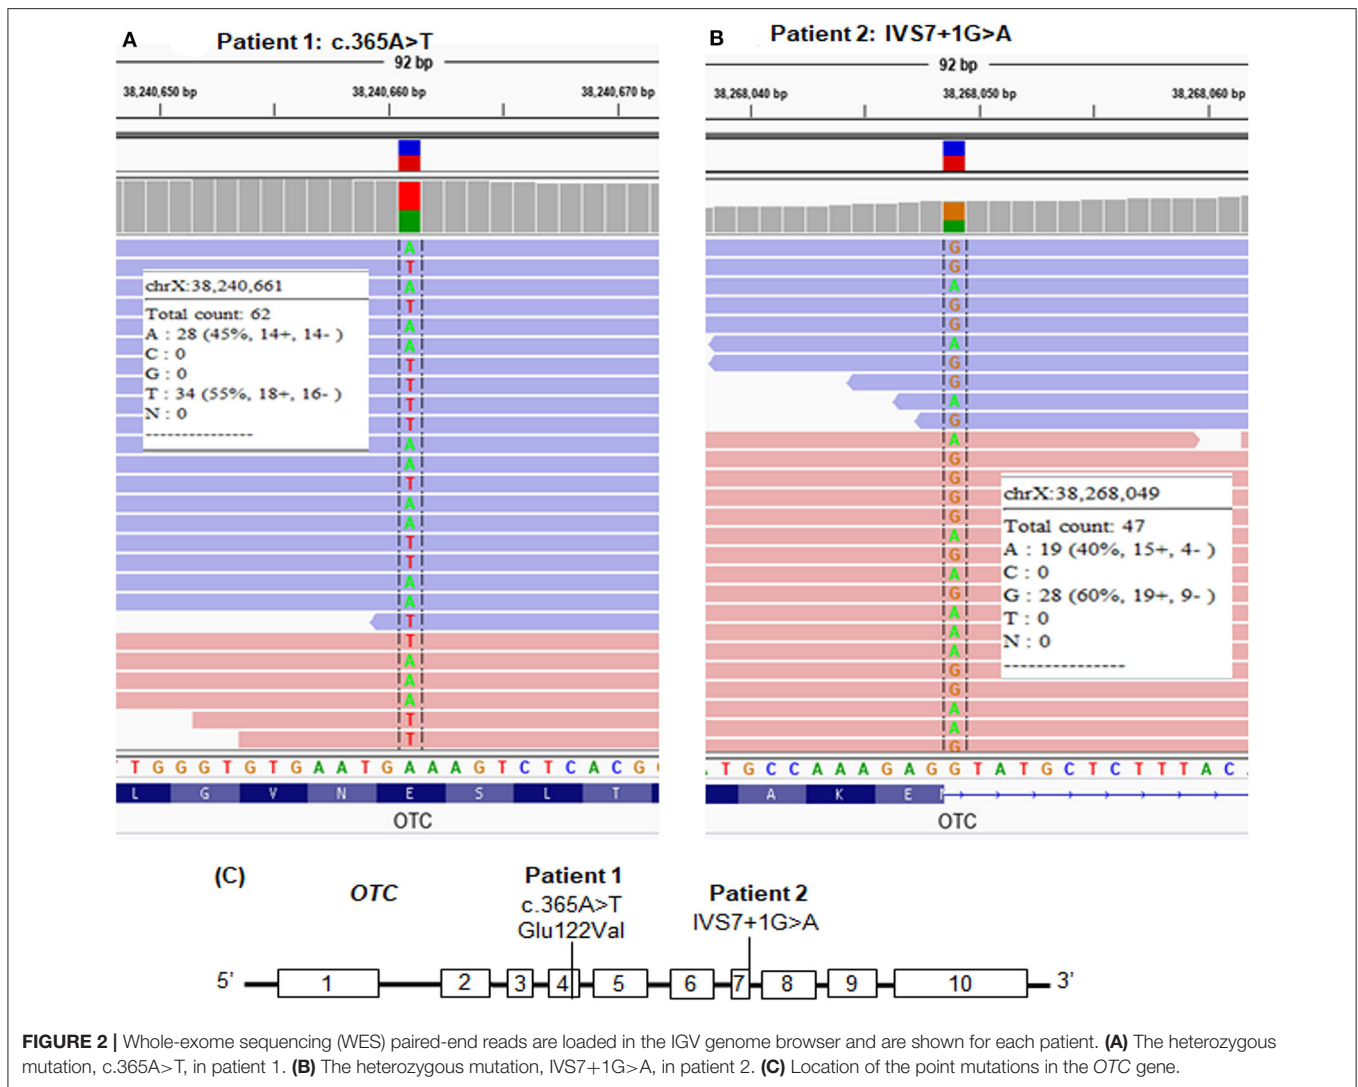 A
Patient 1: c.365A>T
92 bp
38,240,650 bp 38,240,660 bp 38,240,670 bp
A
T
A
T
A
A
T
T
T
T
A
A
T
A
A
T
T
A
A
T
T
A
A
A
T
T
chrX:38,240,661
Total count: 62
A : 28 (45%, 14+, 14- )
C : 0
G : 0
T : 34 (55%, 18+, 16- )
N : 0
---------------
T G G G T G T G A A T G A A A G T C T C A C G
L G V N E S L T
OTC
B
Patient 2: IVS7+1G>A
92 bp
38,268,040 bp 38,268,050 bp 38,268,060 bp
G
G
A
G
G
A
G
G
A
G
A
G
G
G
G
A
G
A
G
A
A
A
G
G
A
A
G
chrX:38,268,049
Total count: 47
A : 19 (40%, 15+, 4- )
C : 0
G : 28 (60%, 19+, 9- )
T : 0
N : 0
---------------
T G C C A A A G A G G T A T G C T C T T T A C
A K E
OTC
(C)
OTC
Patient 1
c.365A>T
Glu122Val
Patient 2
IVS7+1G>A
5' 1 2 3 4 5 6 7 8 9 10 3'
FIGURE 2 | Whole-exome sequencing (WES) paired-end reads are loaded in the IGV genome browser and are shown for each patient. (A) The heterozygous
mutation, c.365A>T, in patient 1. (B) The heterozygous mutation, IVS7+1G>A, in patient 2. (C) Location of the point mutations in the OTC gene.